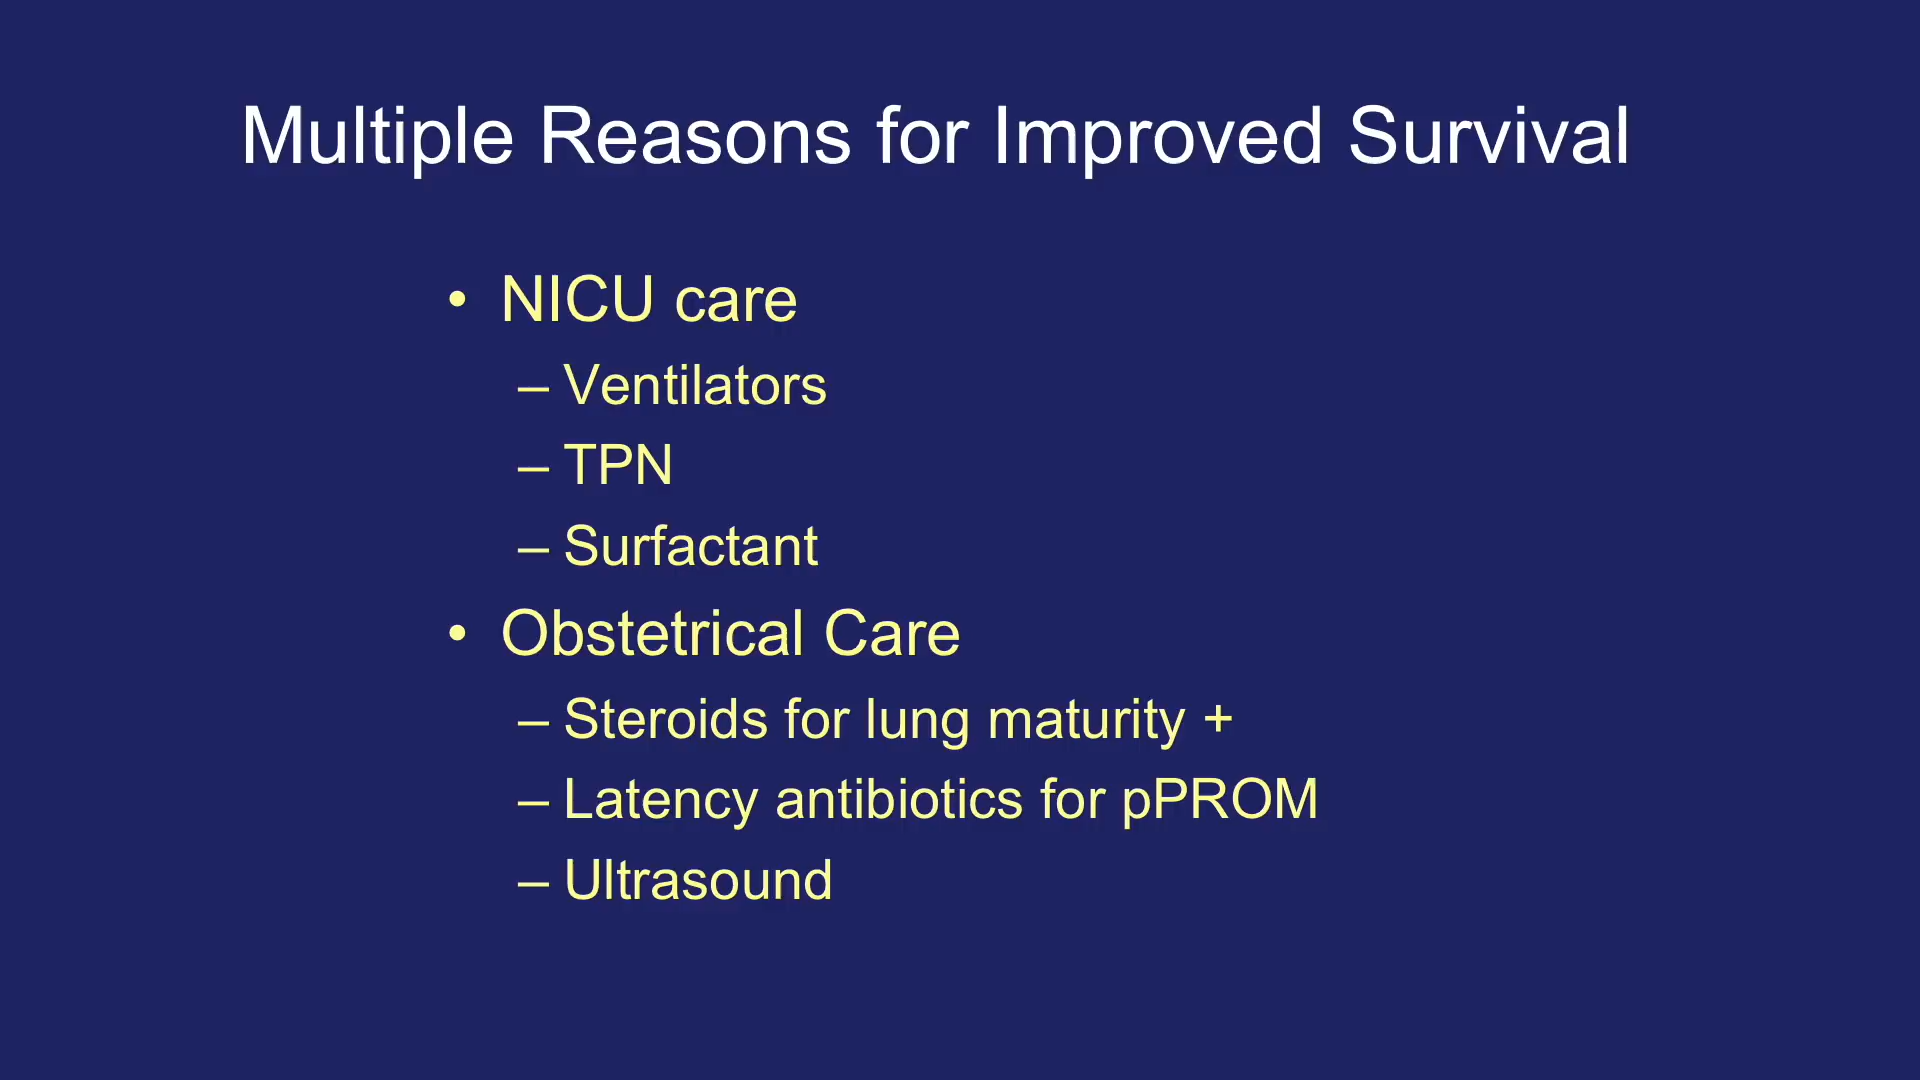 Multiple Reasons for Improved Survival
• NICU care
– Ventilators
– TPN
– Surfactant
• Obstetrical Care
– Steroids for lung maturity +
– Latency antibiotics for pPROM
– Ultrasound